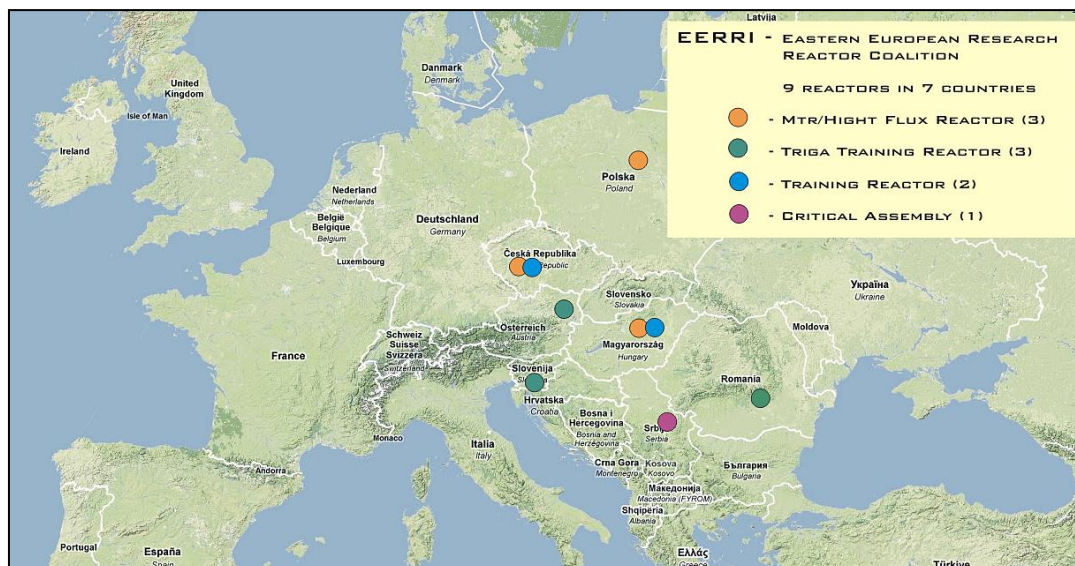 EERRI - Eastern European Research
Reactor Coalition
9 reactors in 7 countries
- Mtr/Hight Flux Reactor (3)
- Triga Training Reactor (3)
- Training Reactor (2)
- Critical Assembly (1)
Latvija
Latvia
Danmark
Denmark
United
Kingdom
Isle of Man
Ireland
Polska
Poland
Nederland
Netherlands
België
Belgique
Belgium
Deutschland
Germany
Luxembourg
Česká Republika
Republic
Україна
Ukraine
Slovensko
Slovakia
Österreich
Austria
Moldova
Schweiz
Suisse
Svizzera
Switzerland
Magyarország
Hungary
France
Slovenija
Romania
Hrvatska
Croatia
Bosna i
Hercegovina
Bosnia and
Herzegovina
Srbij
Serbia
Monaco
Italia
Italy
Andorra
Crna Gora
Montenegro
Kosova
Kosovo
България
Bulgaria
Македонија
Macedonia (FYROM)
Shqipëria
Albania
Portugal
España
Spain
Ελλάς
Greece
Türkiye